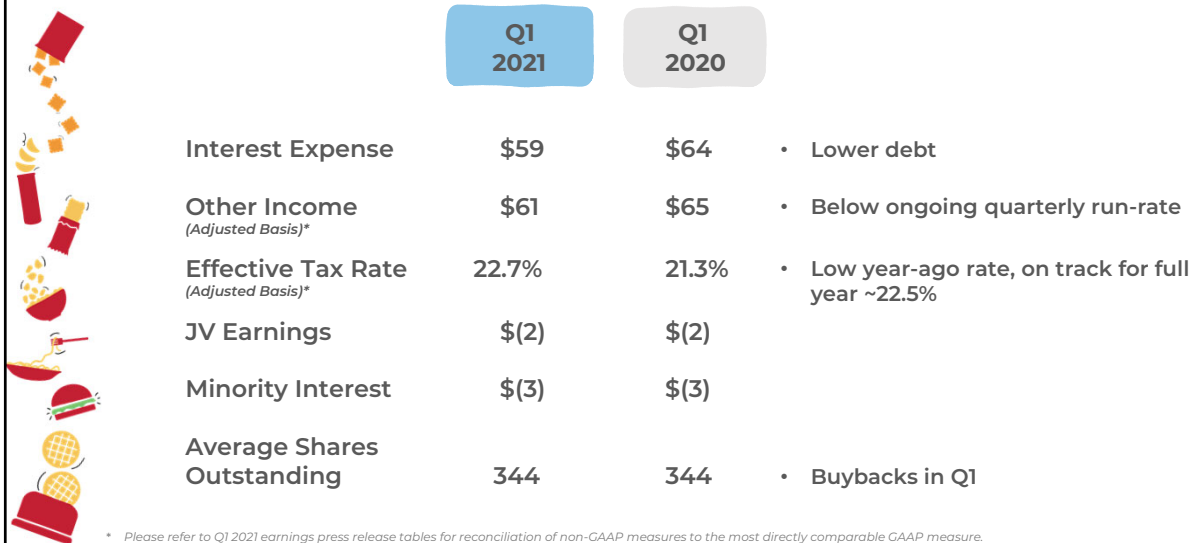 Q1 2021
Q1 2020
Interest Expense $59 $64 • Lower debt
Other Income $61 $65 • Below ongoing quarterly run-rate
(Adjusted Basis)*
Effective Tax Rate 22.7% 21.3% • Low year-ago rate, on track for full
(Adjusted Basis)* year ~22.5%
JV Earnings $(2) $(2)
Minority Interest $(3) $(3)
Average Shares
Outstanding 344 344 • Buybacks in Q1
* Please refer to Q1 2021 earnings press release tables for reconciliation of non-GAAP measures to the most directly comparable GAAP measure.